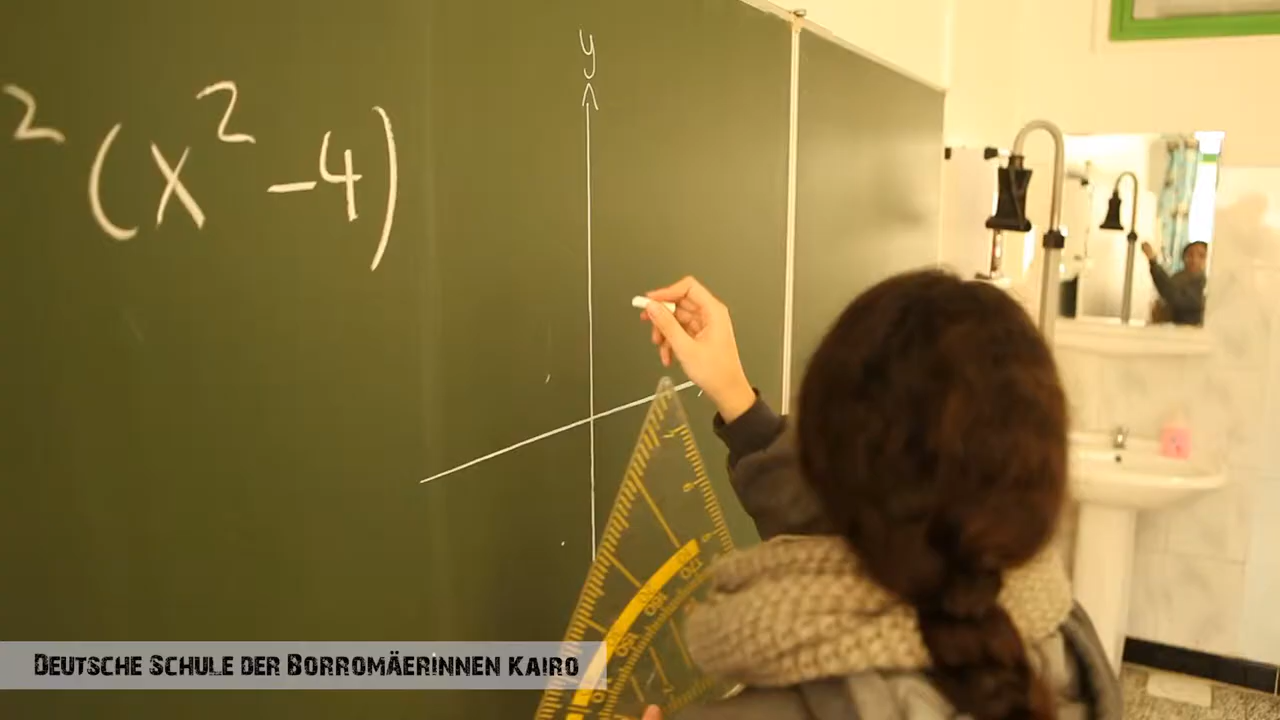 y
² (x² - 4)
DEUTSCHE SCHULE DER BORROMÄERINNEN KAIRO